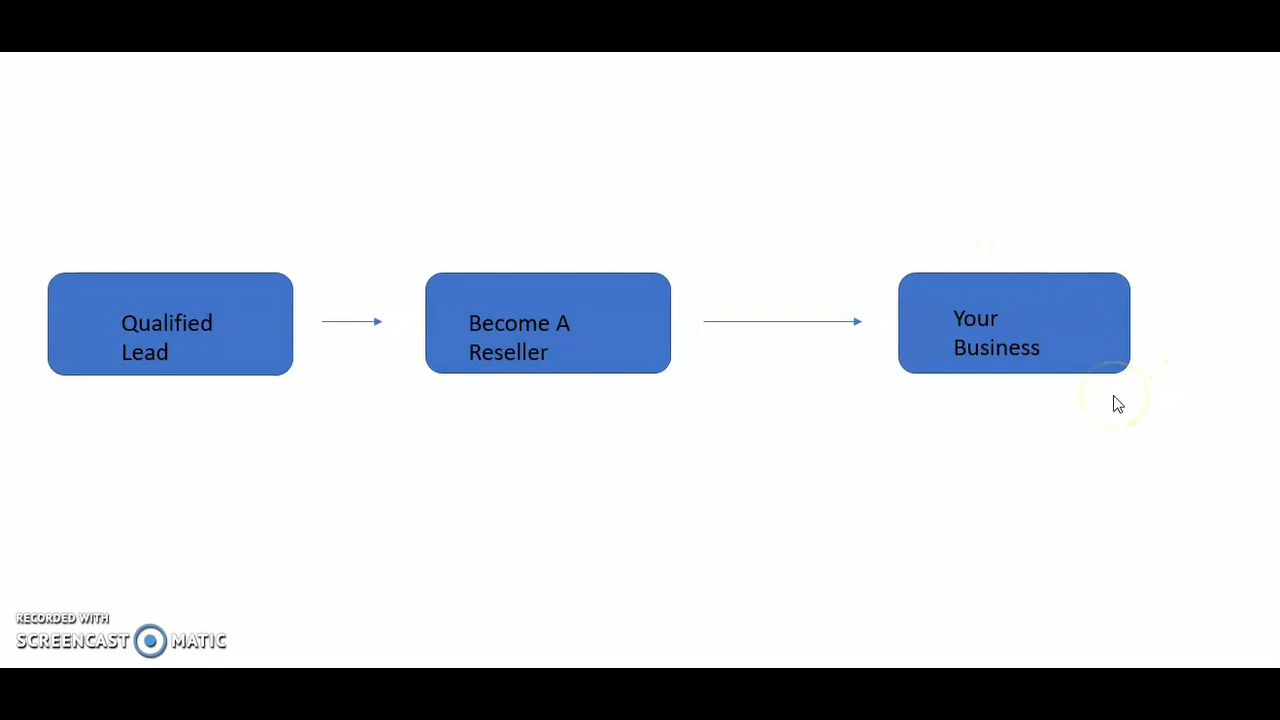 Qualified
Lead
Become A
Reseller
Your
Business
RECORDED WITH
SCREENCAST MATIC